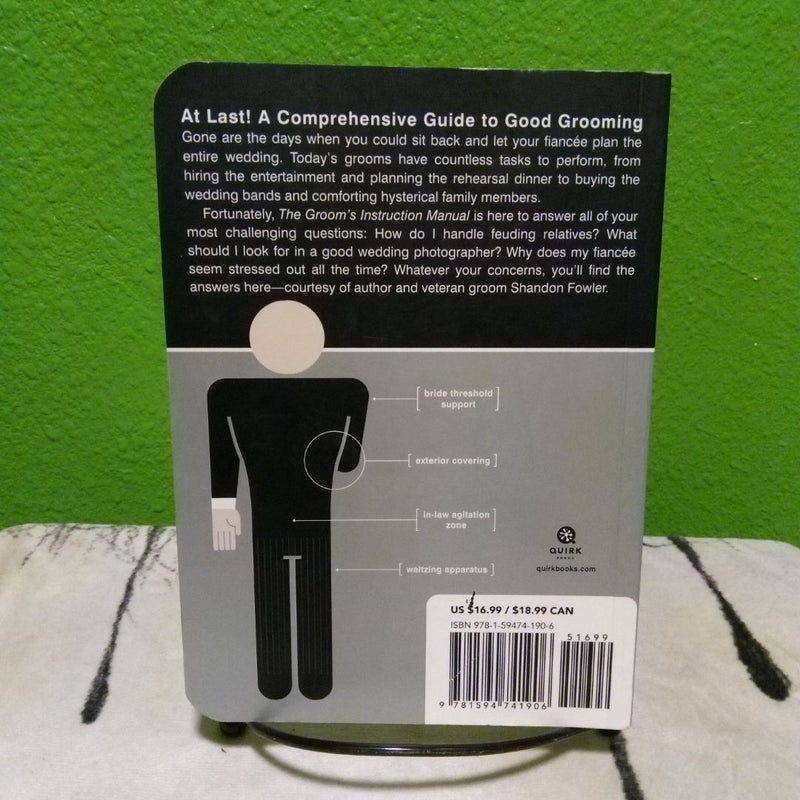 At Last! A Comprehensive Guide to Good Grooming
Gone are the days when you could sit back and let your fiancée plan the
entire wedding. Today's grooms have countless tasks to perform, from
hiring the entertainment and planning the rehearsal dinner to buying the
wedding bands and comforting hysterical family members.
Fortunately, The Groom's Instruction Manual is here to answer all of your
most challenging questions: How do I handle feuding relatives? What
should I look for in a good wedding photographer? Why does my fiancée
seem stressed out all the time? Whatever your concerns, you'll find the
answers here—courtesy of author and veteran groom Shandon Fowler.
bride threshold
support
exterior covering
in-law agitation
zone
waltzing apparatus
QUIRK
BOOKS
quirkbooks.com
US $16.99 / $18.99 CAN
ISBN 978-1-59474-190-6
51699
9 781594 741906